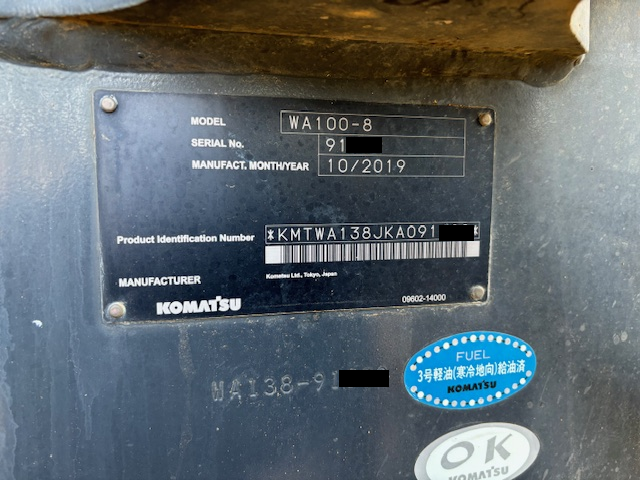 MODEL WA100-8
SERIAL No. 91
MANUFACT. MONTH/YEAR 10/2019
Product Identification Number *KMTWA138JKA091 *
MANUFACTURER Komatsu Ltd., Tokyo, Japan
KOMATSU 09602-14000
WA138-91
FUEL
3号軽油(寒冷地向)給油済
KOMATSU
OK
KOMATSU